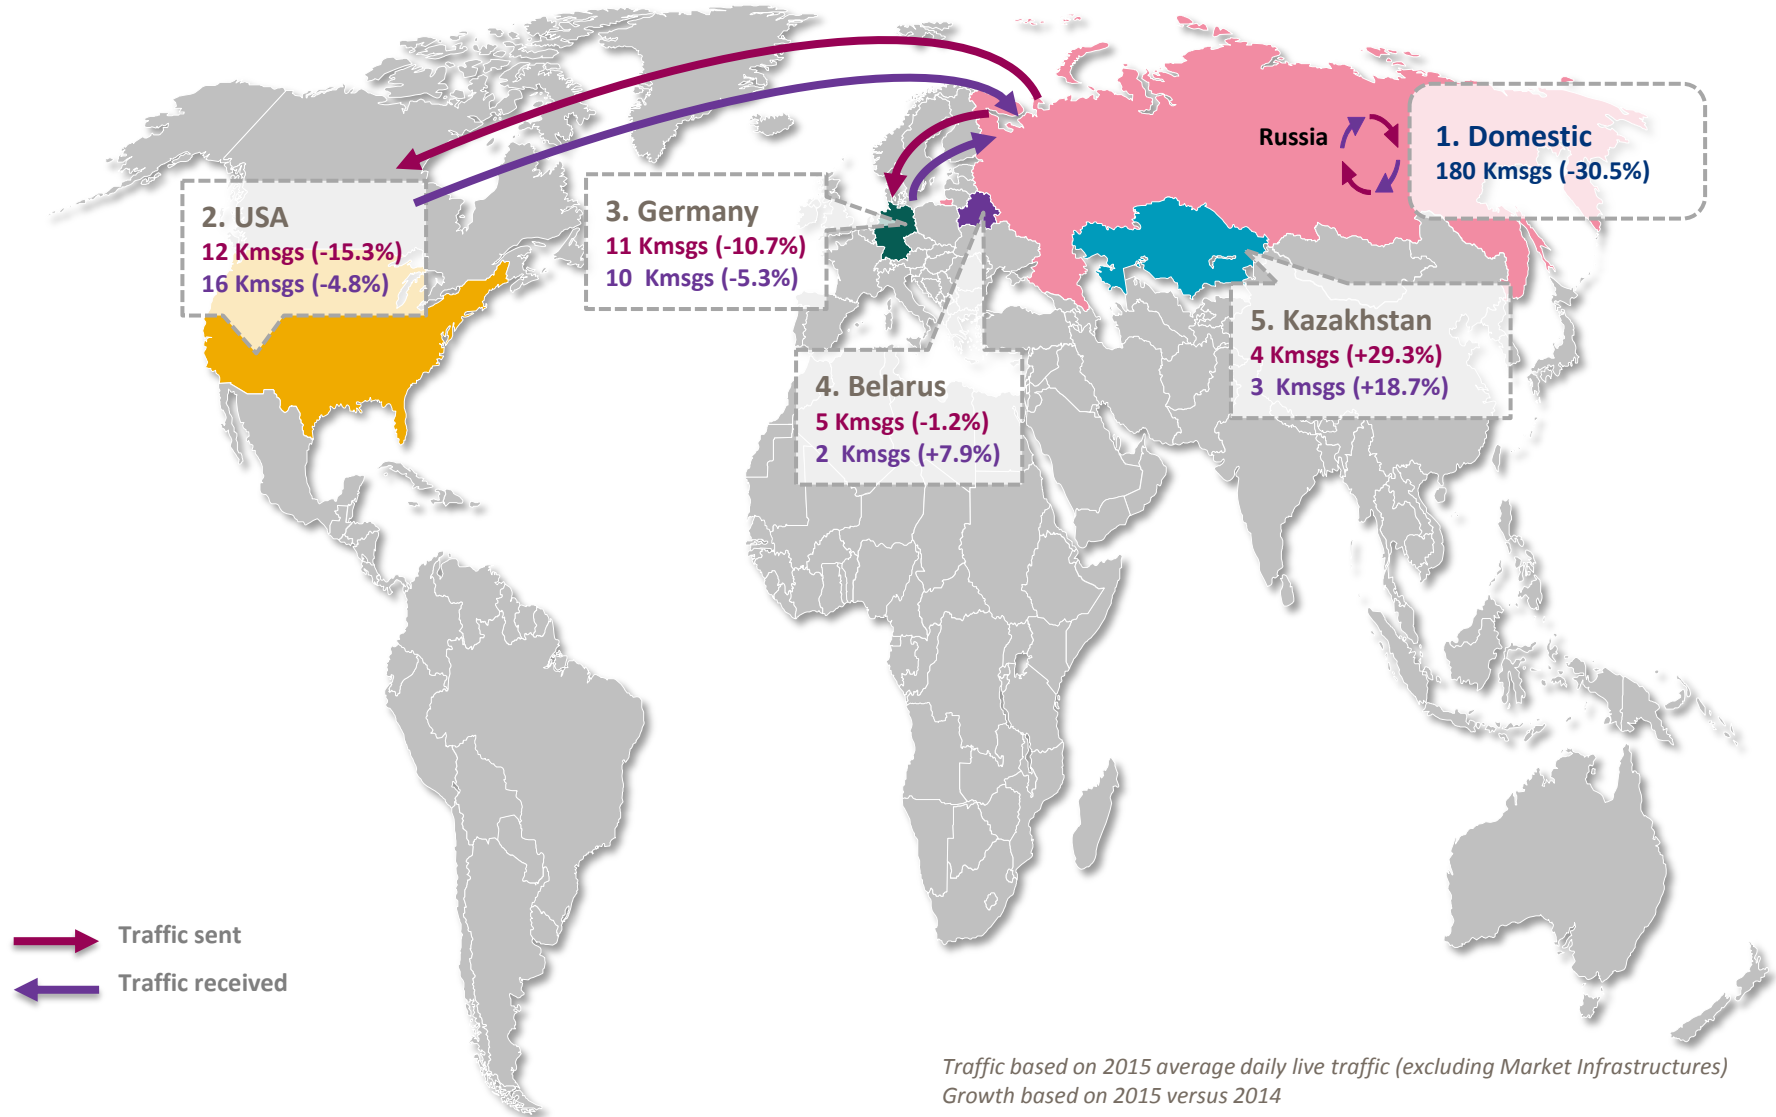 Russia
1. Domestic
180 Kmsgs (-30.5%)
2. USA
12 Kmsgs (-15.3%)
16 Kmsgs (-4.8%)
3. Germany
11 Kmsgs (-10.7%)
10 Kmsgs (-5.3%)
4. Belarus
5 Kmsgs (-1.2%)
2 Kmsgs (+7.9%)
5. Kazakhstan
4 Kmsgs (+29.3%)
3 Kmsgs (+18.7%)
Traffic sent
Traffic received
Traffic based on 2015 average daily live traffic (excluding Market Infrastructures)
Growth based on 2015 versus 2014